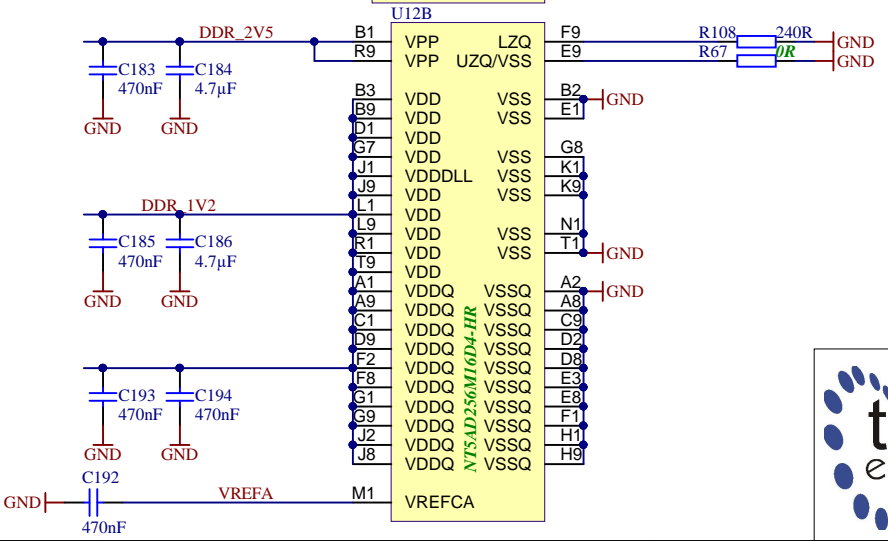 U12B
DDR_2V5 B1 VPP LZQ F9 R108 240R GND
R9 VPP UZQ/VSS E9 R67 0R GND
C183 470nF C184 4.7µF
GND GND
B3 VDD VSS B2 GND
B9 VDD VSS E1
D1 VDD
G7 VDD VSS G8
J1 VDDDLL VSS K1
J9 VDD VSS K9
DDR_1V2 L1 VDD
L9 VDD VSS N1
R1 VDD VSS T1 GND
T9 VDD
C185 470nF C186 4.7µF
GND GND
A1 VDDQ VSSQ A2 GND
A9 VDDQ VSSQ A8
C1 VDDQ VSSQ C9
D9 VDDQ VSSQ D2
F2 VDDQ VSSQ D8
F8 VDDQ VSSQ E3
G1 VDDQ VSSQ E8
G9 VDDQ VSSQ F1
J2 VDDQ VSSQ H1
J8 VDDQ VSSQ H9
NT5AD256M16D4-HR
C193 470nF C194 470nF
GND GND
C192
GND VREFA M1 VREFCA
470nF
t
e